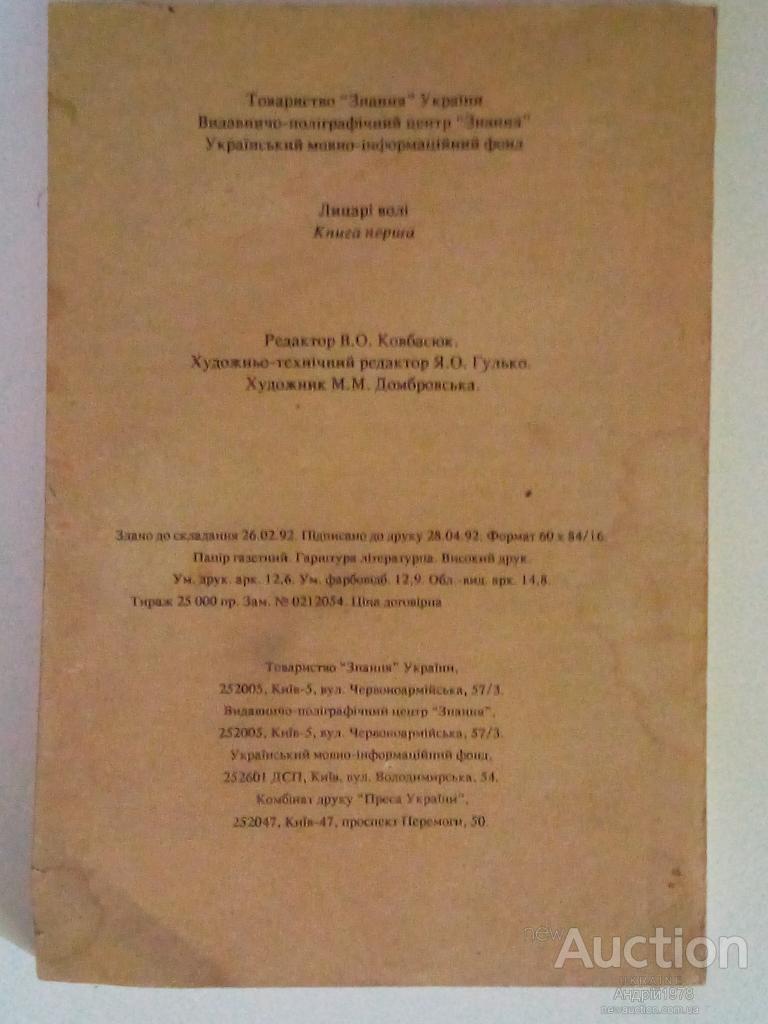 Товариство "Знання" України
Видавничо-поліграфічний центр "Знання"
Український мовно-інформаційний фонд
Лицарі волі
Книга перша
Редактор В.О. Ковбасюк.
Художньо-технічний редактор Я.О. Гулько.
Художник М.М. Домбровська.
Здано до складання 26.02.92. Підписано до друку 28.04.92. Формат 60 x 84/16.
Папір газетний. Гарнітура літературна. Високий друк.
Ум. друк. арк. 12,6. Ум. фарбовідб. 12,9. Обл.-вид. арк. 14,8.
Тираж 25 000 пр. Зам. № 0212054. Ціна договірна
Товариство "Знання" України,
252005, Київ-5, вул. Червоноармійська, 57/3.
Видавничо-поліграфічний центр "Знання",
252005, Київ-5, вул. Червоноармійська, 57/3.
Український мовно-інформаційний фонд,
252601 ДСП, Київ, вул. Володимирська, 54.
Комбінат друку "Преса України",
252047, Київ-47, проспект Перемоги, 50.
new Auction
UKRAINE
Андрій1978
newauction.com.ua